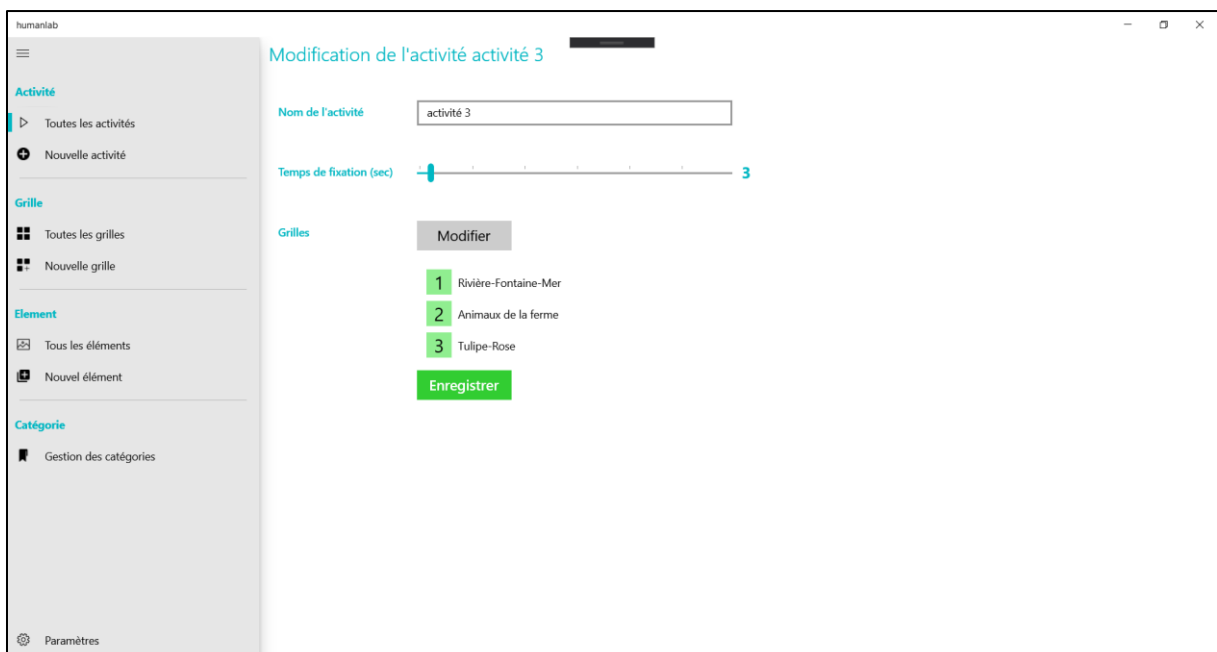 humanlab
Modification de l'activité activité 3
Activité
Toutes les activités
Nouvelle activité
Grille
Toutes les grilles
Nouvelle grille
Element
Tous les éléments
Nouvel élément
Catégorie
Gestion des catégories
Paramètres
Nom de l'activité activité 3
Temps de fixation (sec) 3
Grilles Modifier
1 Rivière-Fontaine-Mer
2 Animaux de la ferme
3 Tulipe-Rose
Enregistrer